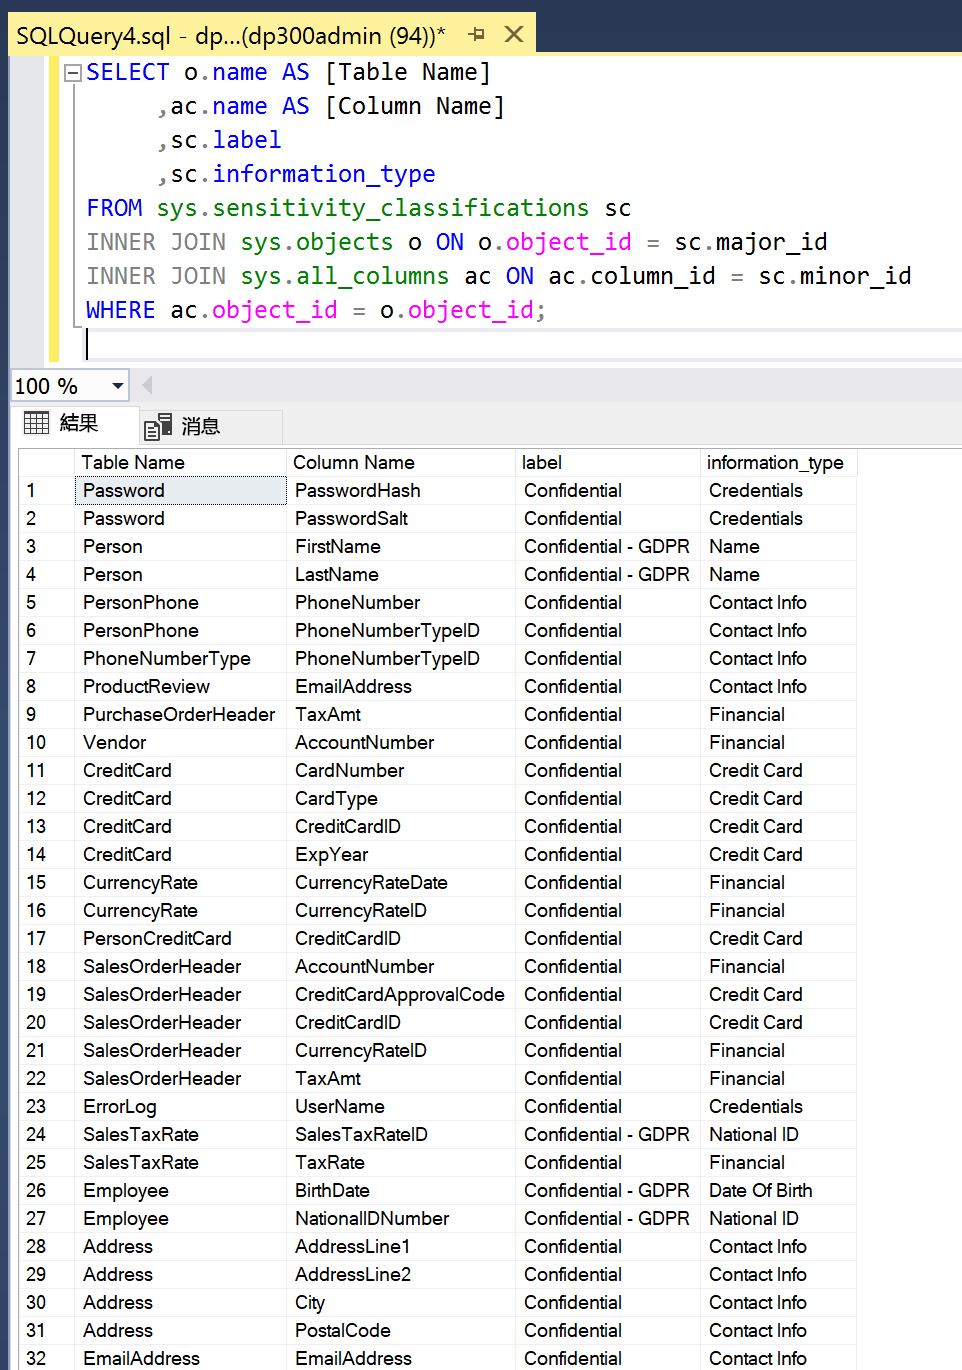 SQLQuery4.sql - dp...(dp300admin (94))*
SELECT o.name AS [Table Name]
,ac.name AS [Column Name]
,sc.label
,sc.information_type
FROM sys.sensitivity_classifications sc
INNER JOIN sys.objects o ON o.object_id = sc.major_id
INNER JOIN sys.all_columns ac ON ac.column_id = sc.minor_id
WHERE ac.object_id = o.object_id;
100 %
結果 消息
Table Name Column Name label information_type
1 Password PasswordHash Confidential Credentials
2 Password PasswordSalt Confidential Credentials
3 Person FirstName Confidential - GDPR Name
4 Person LastName Confidential - GDPR Name
5 PersonPhone PhoneNumber Confidential Contact Info
6 PersonPhone PhoneNumberTypeID Confidential Contact Info
7 PhoneNumberType PhoneNumberTypeID Confidential Contact Info
8 ProductReview EmailAddress Confidential Contact Info
9 PurchaseOrderHeader TaxAmt Confidential Financial
10 Vendor AccountNumber Confidential Financial
11 CreditCard CardNumber Confidential Credit Card
12 CreditCard CardType Confidential Credit Card
13 CreditCard CreditCardID Confidential Credit Card
14 CreditCard ExpYear Confidential Credit Card
15 CurrencyRate CurrencyRateDate Confidential Financial
16 CurrencyRate CurrencyRateID Confidential Financial
17 PersonCreditCard CreditCardID Confidential Credit Card
18 SalesOrderHeader AccountNumber Confidential Financial
19 SalesOrderHeader CreditCardApprovalCode Confidential Credit Card
20 SalesOrderHeader CreditCardID Confidential Credit Card
21 SalesOrderHeader CurrencyRateID Confidential Financial
22 SalesOrderHeader TaxAmt Confidential Financial
23 ErrorLog UserName Confidential Credentials
24 SalesTaxRate SalesTaxRateID Confidential - GDPR National ID
25 SalesTaxRate TaxRate Confidential Financial
26 Employee BirthDate Confidential - GDPR Date Of Birth
27 Employee NationalIDNumber Confidential - GDPR National ID
28 Address AddressLine1 Confidential Contact Info
29 Address AddressLine2 Confidential Contact Info
30 Address City Confidential Contact Info
31 Address PostalCode Confidential Contact Info
32 EmailAddress EmailAddress Confidential Contact Info